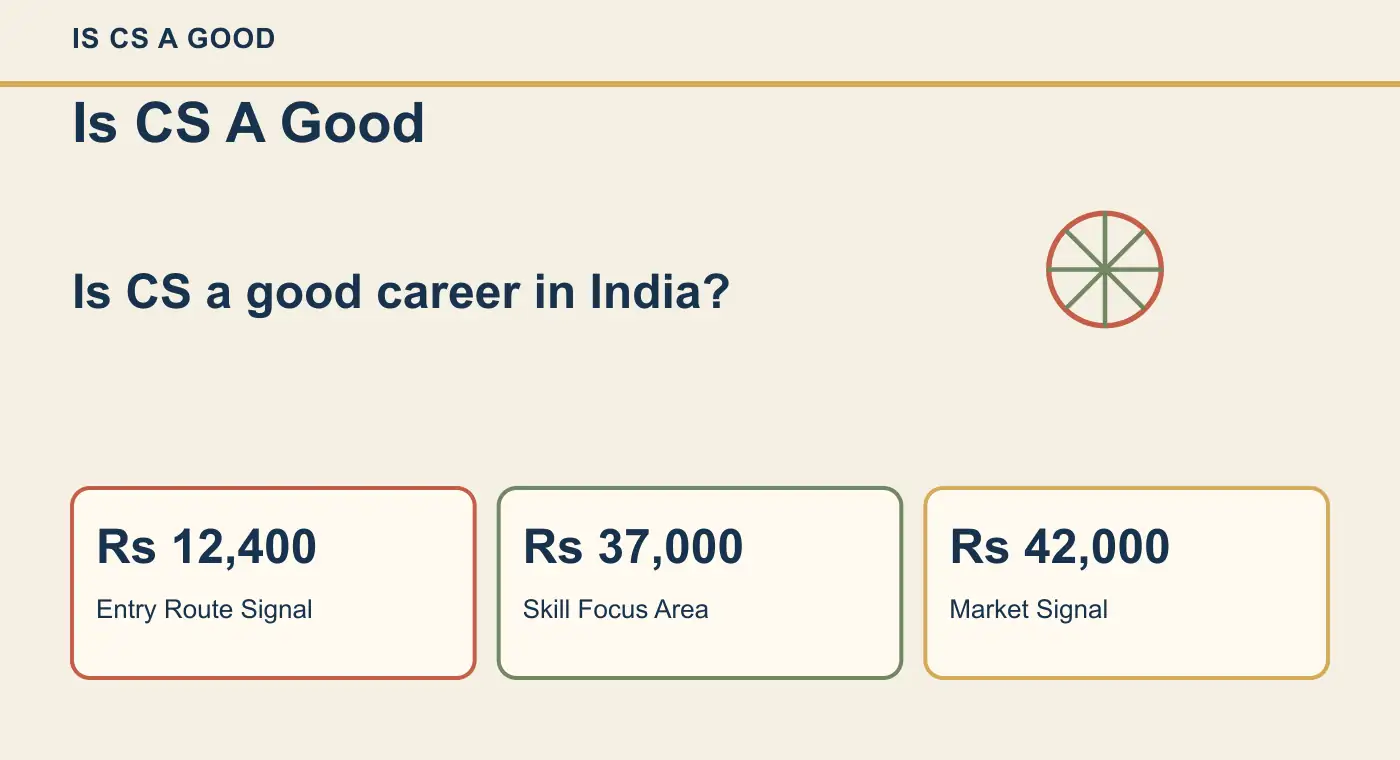 IS CS A GOOD
Is CS A Good
Is CS a good career in India?
Rs 12,400
Entry Route Signal
Rs 37,000
Skill Focus Area
Rs 42,000
Market Signal